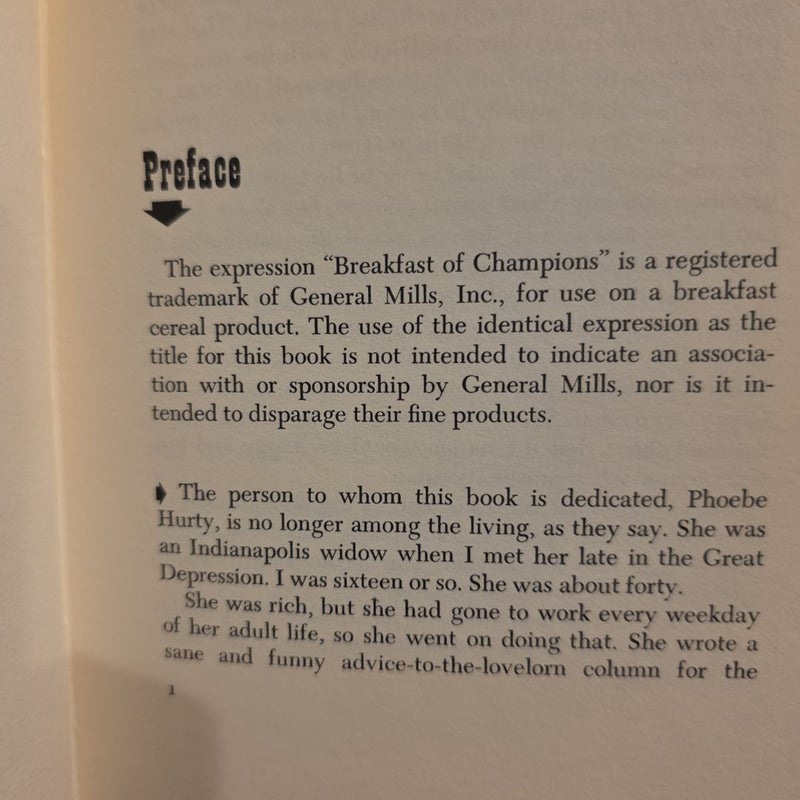 Preface
The expression “Breakfast of Champions” is a registered
trademark of General Mills, Inc., for use on a breakfast
cereal product. The use of the identical expression as the
title for this book is not intended to indicate an associa-
tion with or sponsorship by General Mills, nor is it in-
tended to disparage their fine products.
The person to whom this book is dedicated, Phoebe
Hurty, is no longer among the living, as they say. She was
an Indianapolis widow when I met her late in the Great
Depression. I was sixteen or so. She was about forty.
She was rich, but she had gone to work every weekday
of her adult life, so she went on doing that. She wrote a
sane and funny advice-to-the-lovelorn column for the
1